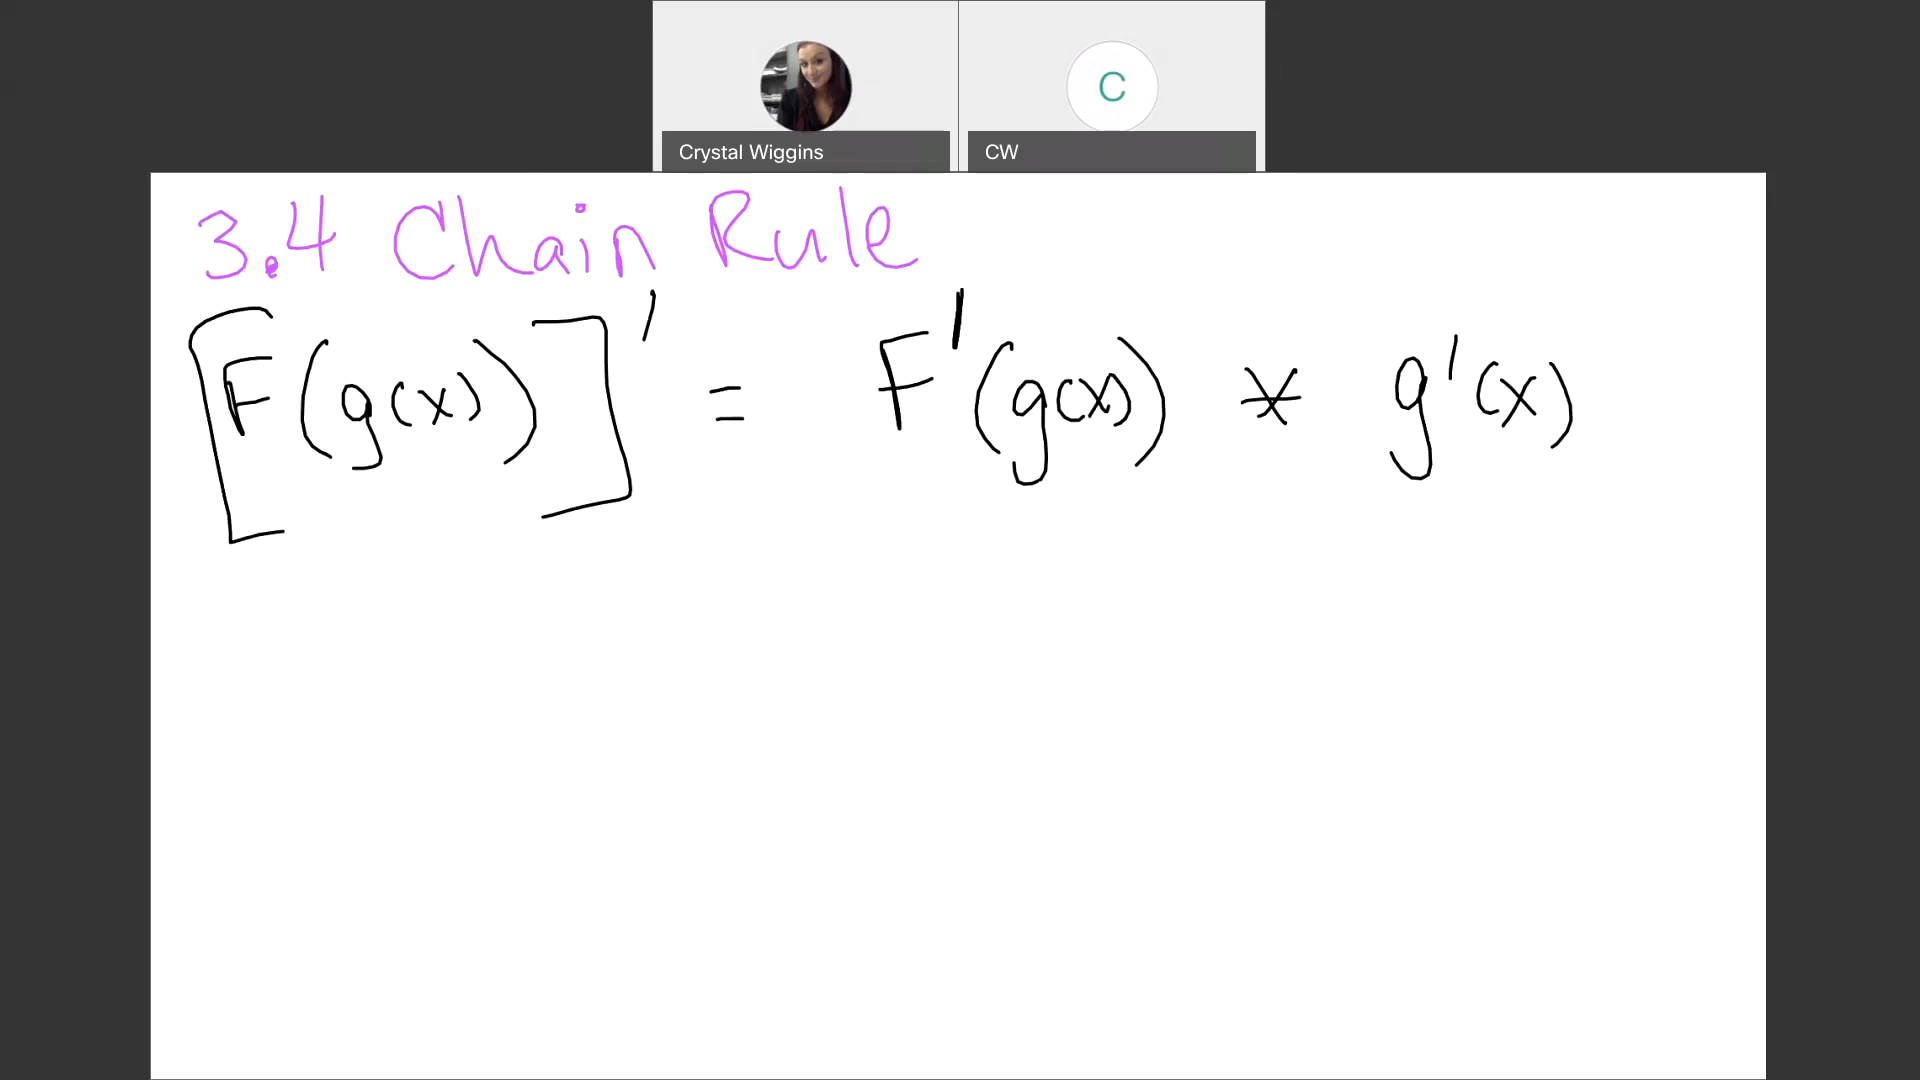 C
Crystal Wiggins
CW
3.4 Chain Rule
[F(g(x))]' = F'(g(x)) * g'(x)